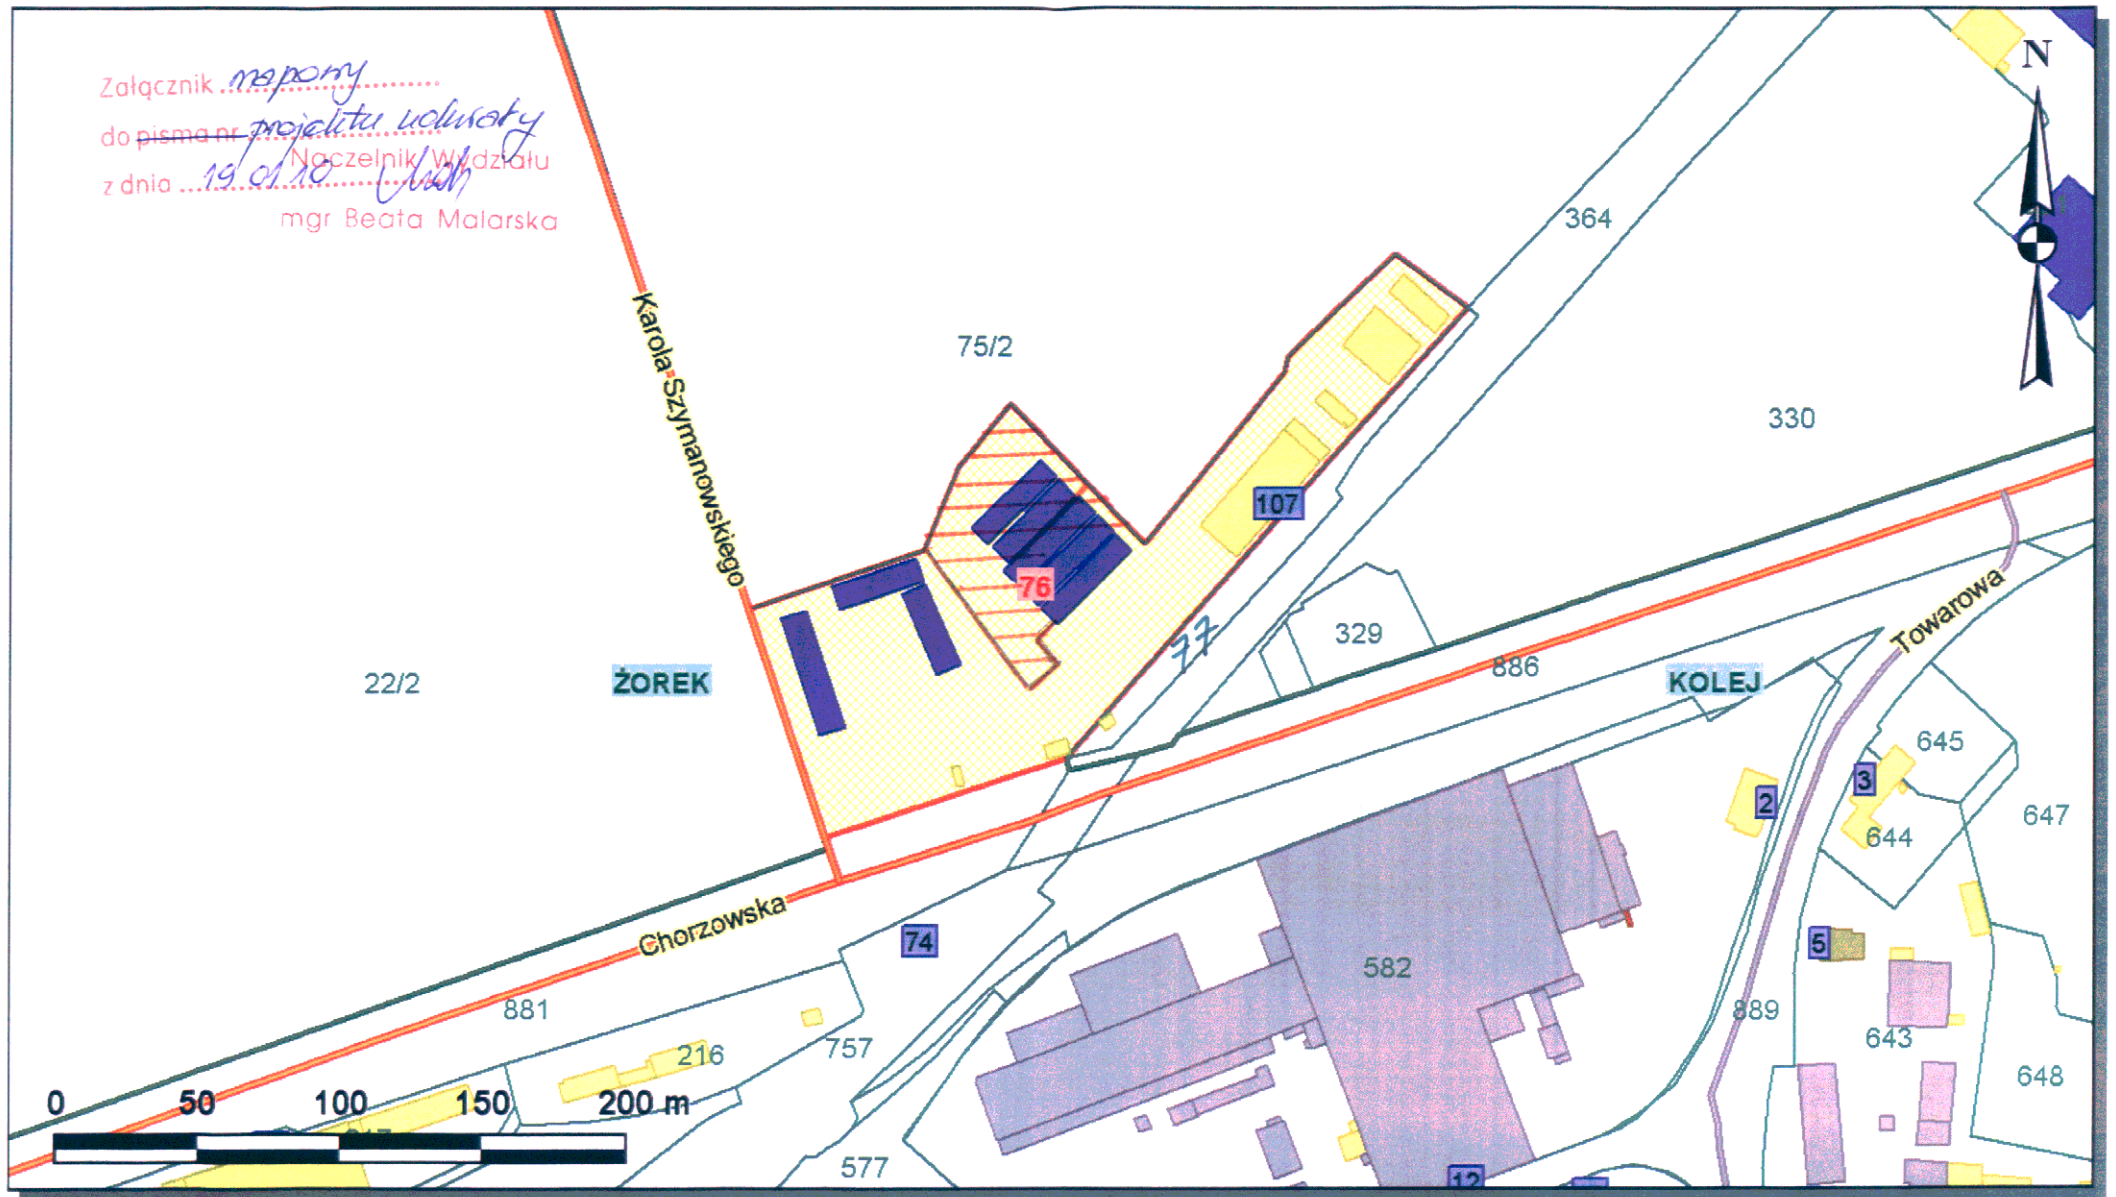 Załącznik mapowy
do pisma nr projektu uchwały
Naczelnik Wydziału
z dnia 19 01 10
mgr Beata Malarska
N
364
Karola Szymanowskiego
75/2
330
107
76
77
329
22/2
ŻOREK
886
KOLEJ
Towarowa
645
3
2
647
644
Chorzowska
74
5
582
881
889
643
757
216
648
0 50 100 150 200 m
577
12